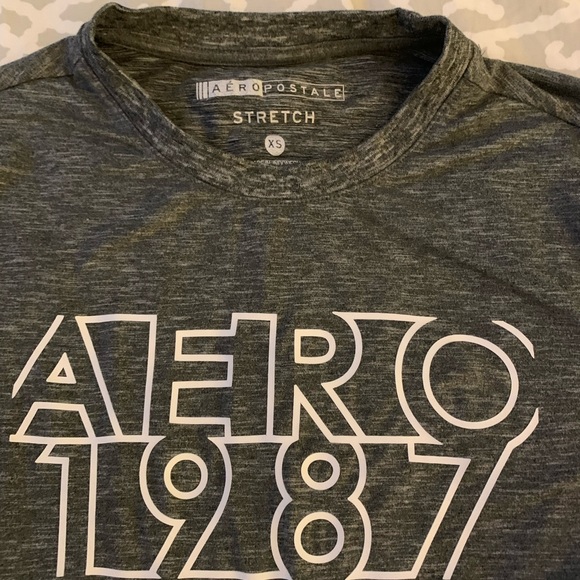 AÉROPOSTALE
STRETCH
XS
AERO
1987